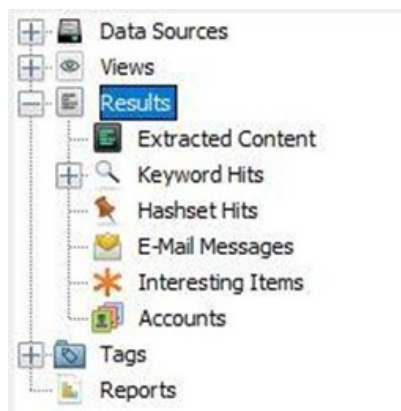 Data Sources
Views
Results
Extracted Content
Keyword Hits
Hashset Hits
E-Mail Messages
Interesting Items
Accounts
Tags
Reports